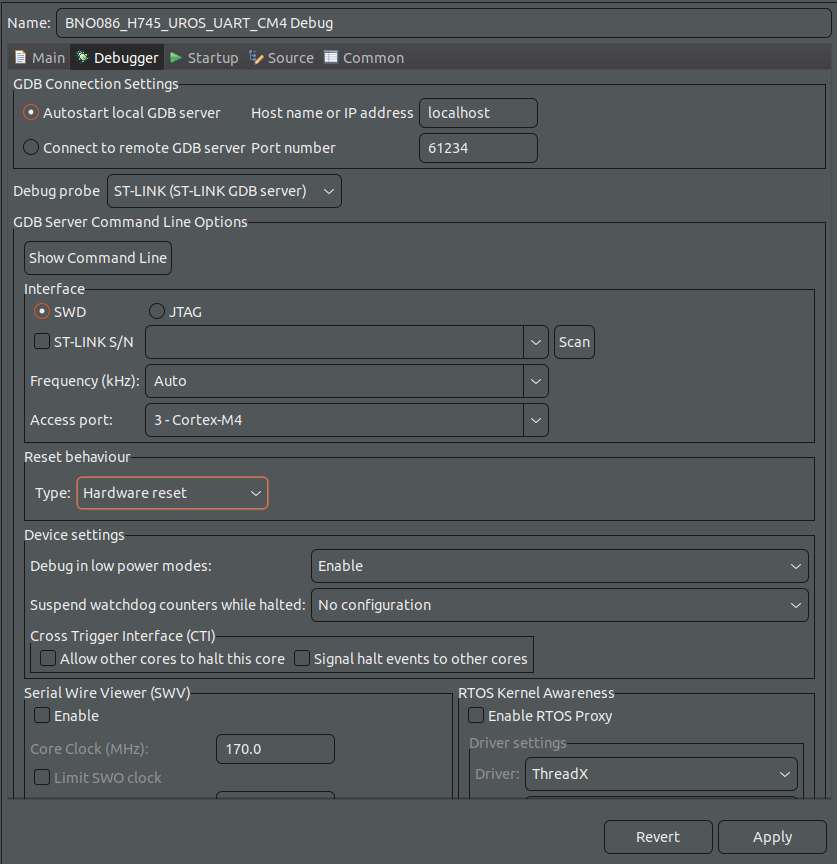 Name: BNO086_H745_UROS_UART_CM4 Debug
Main Debugger Startup Source Common
GDB Connection Settings
Autostart local GDB server Host name or IP address localhost
Connect to remote GDB server Port number 61234
Debug probe ST-LINK (ST-LINK GDB server)
GDB Server Command Line Options
Show Command Line
Interface
SWD JTAG
ST-LINK S/N Scan
Frequency (kHz): Auto
Access port: 3 - Cortex-M4
Reset behaviour
Type: Hardware reset
Device settings
Debug in low power modes: Enable
Suspend watchdog counters while halted: No configuration
Cross Trigger Interface (CTI)
Allow other cores to halt this core Signal halt events to other cores
Serial Wire Viewer (SWV) RTOS Kernel Awareness
Enable Enable RTOS Proxy
Driver settings
Core Clock (MHz): 170.0
Driver: ThreadX
Limit SWO clock
Revert Apply